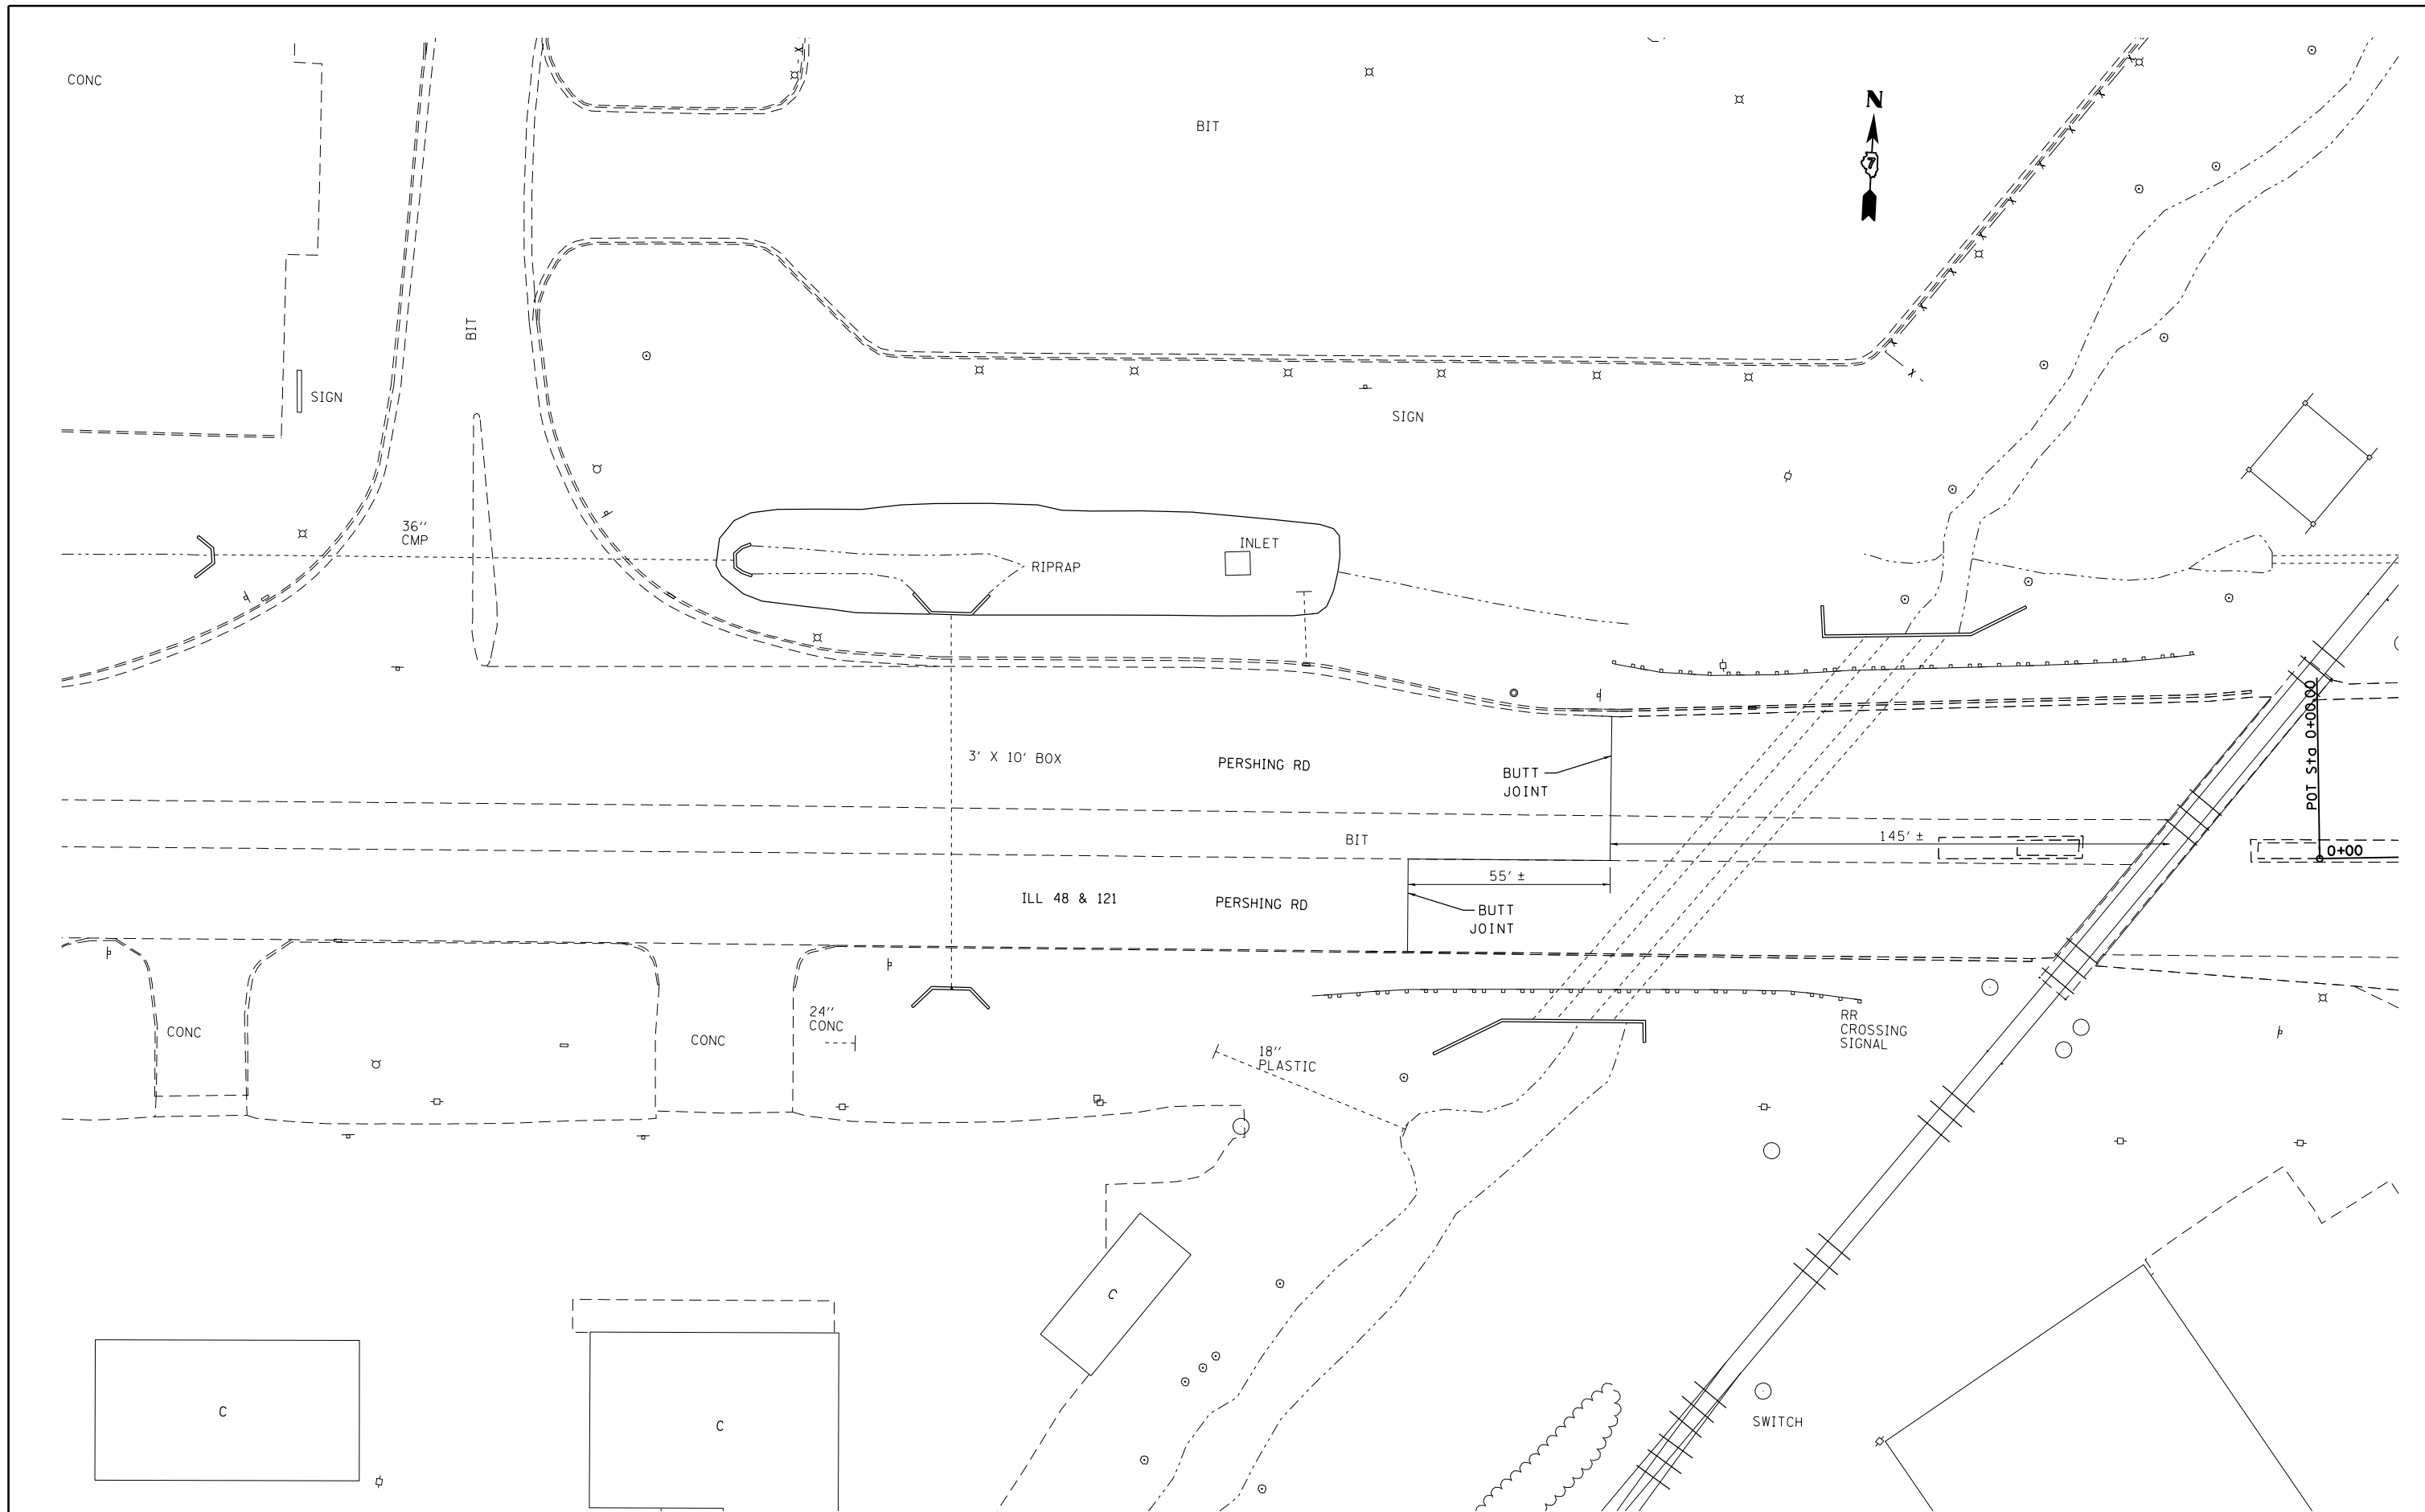 CONC
BIT
N
7
BIT
SIGN
SIGN
36''
CMP
INLET
RIPRAP
POT Sta 0+00.00
3' X 10' BOX
PERSHING RD
BUTT
JOINT
BIT
145' ±
0+00
55' ±
ILL 48 & 121
PERSHING RD
BUTT
JOINT
CONC
CONC
24''
CONC
18''
PLASTIC
RR
CROSSING
SIGNAL
C
C
C
SWITCH